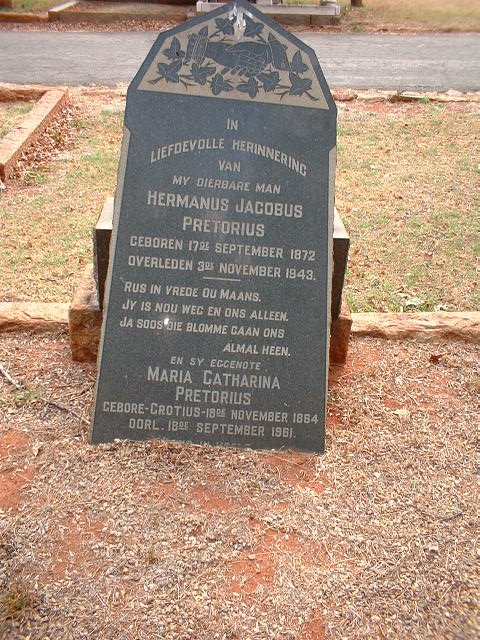 IN
LIEFDEVOLLE HERINNERING
VAN
MY DIERBARE MAN
HERMANUS JACOBUS
PRETORIUS
GEBOREN 17DE SEPTEMBER 1872
OVERLEDEN 3DE NOVEMBER 1943.
RUS IN VREDE OU MAANS.
JY IS NOU WEG EN ONS ALLEEN.
JA SOOS DIE BLOMME GAAN ONS
ALMAL HEEN.
EN SY EGGENOTE
MARIA CATHARINA
PRETORIUS
GEBORE-GROTIUS-18DE NOVEMBER 1864
OORL. 18DE SEPTEMBER 1961.